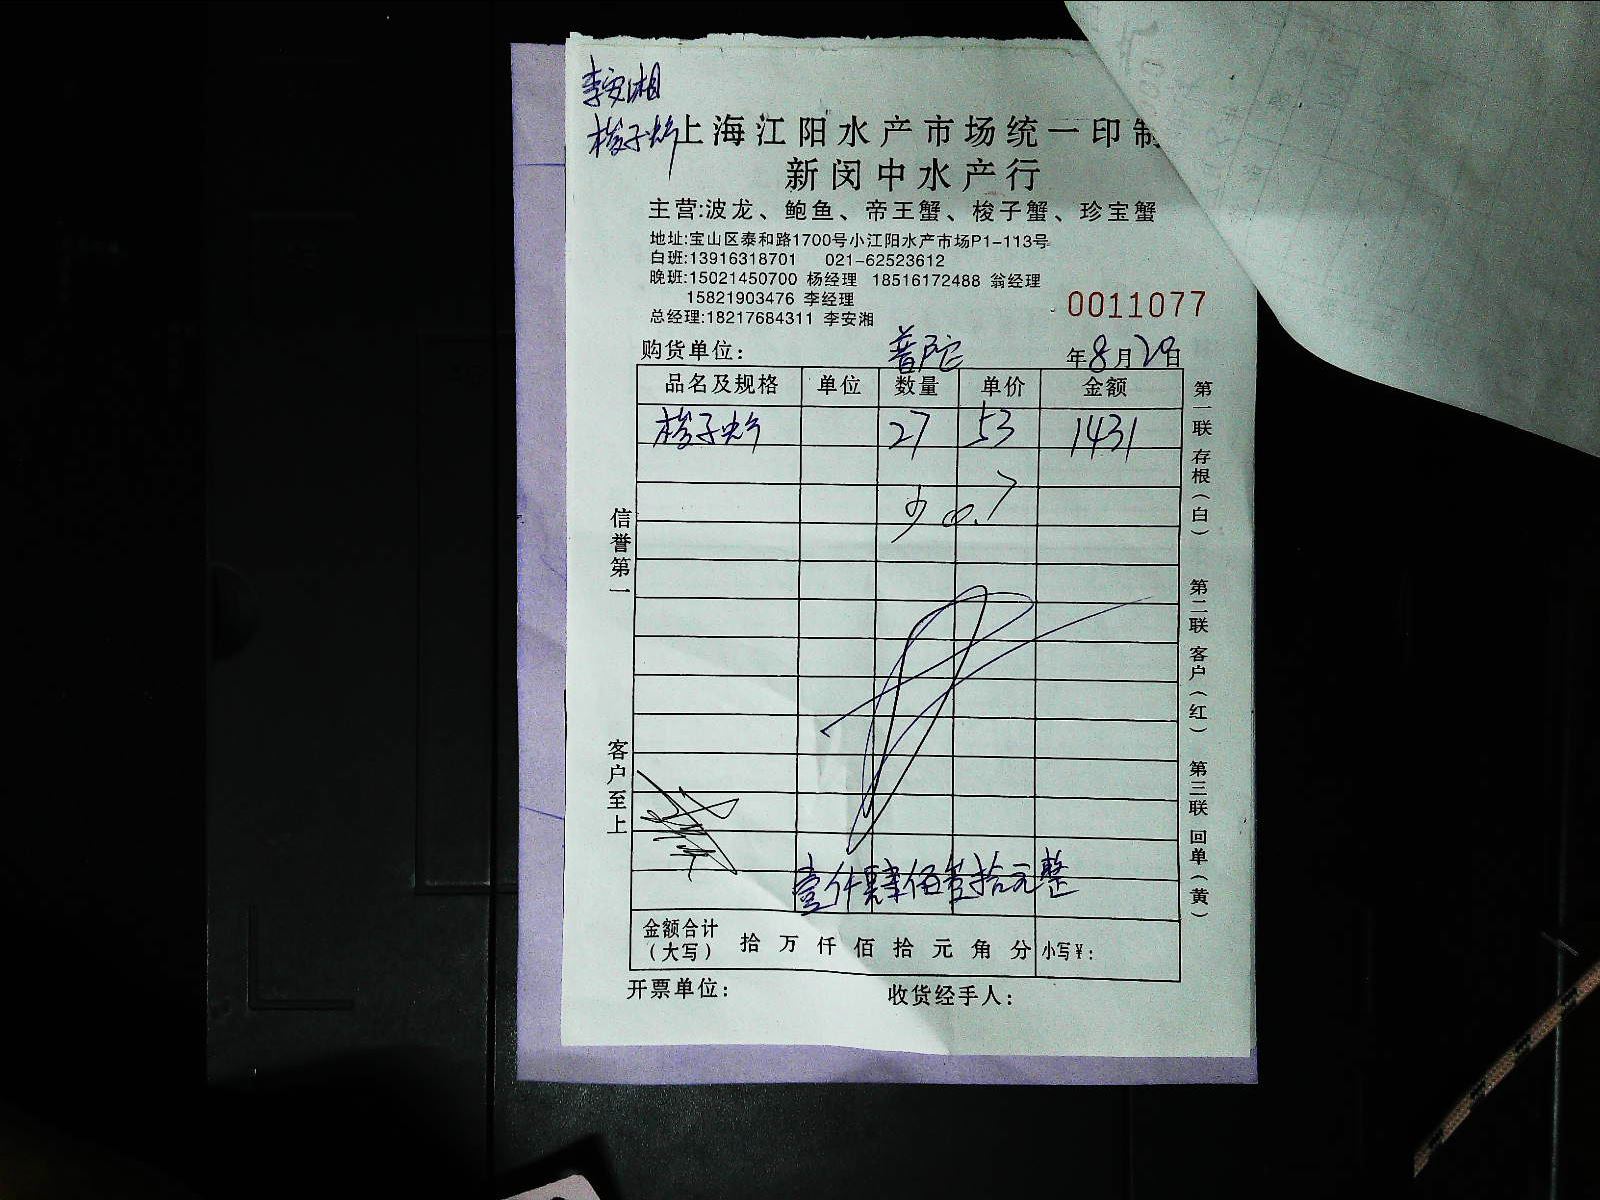 李安湘
梭子蟹
上海江阳水产市场统一印制
新闵中水产行
主营:波龙、鲍鱼、帝王蟹、梭子蟹、珍宝蟹
地址:宝山区泰和路1700号小江阳水产市场P1-113号
白班:13916318701 021-62523612
晚班:15021450700 杨经理 18516172488 翁经理
15821903476 李经理
总经理:18217684311 李安湘
0011077
购货单位: 普陀 年8月20日
品名及规格 单位 数量 单价 金额
梭子蟹 27 53 1431
少 0.7
壹仟肆佰叁拾元整
金额合计
(大写) 拾 万 仟 佰 拾 元 角 分 小写¥:
开票单位: 收货经手人:
信誉第一
客户至上
第一联 存根(白)
第二联 客户(红)
第三联 回单(黄)